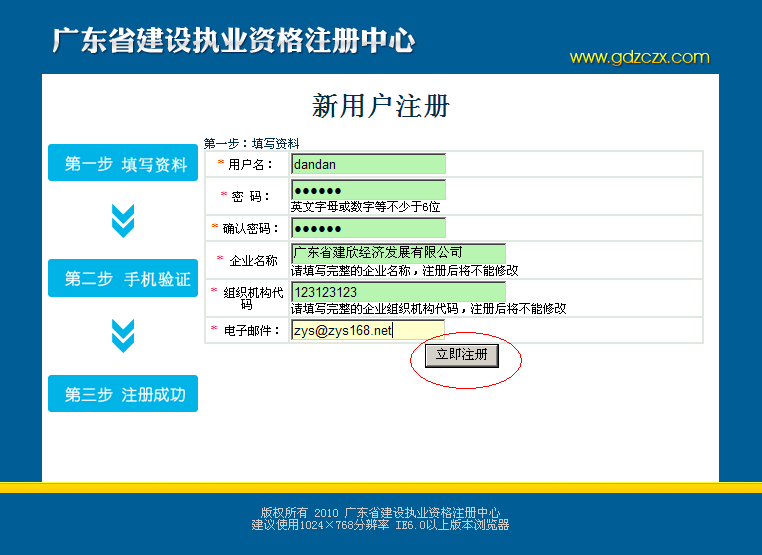 广东省建设执业资格注册中心
www.gdzczx.com
新用户注册
第一步 填写资料
第二步 手机验证
第三步 注册成功
第一步：填写资料
* 用户名： dandan
* 密 码： ●●●●●●
英文字母或数字等不少于6位
* 确认密码： ●●●●●●
* 企业名称 广东省建欣经济发展有限公司
请填写完整的企业名称，注册后将不能修改
* 组织机构代码 123123123
请填写完整的企业组织机构代码，注册后将不能修改
* 电子邮件： zys@zys168.net
立即注册
版权所有 2010 广东省建设执业资格注册中心
建议使用1024×768分辨率 IE6.0以上版本浏览器